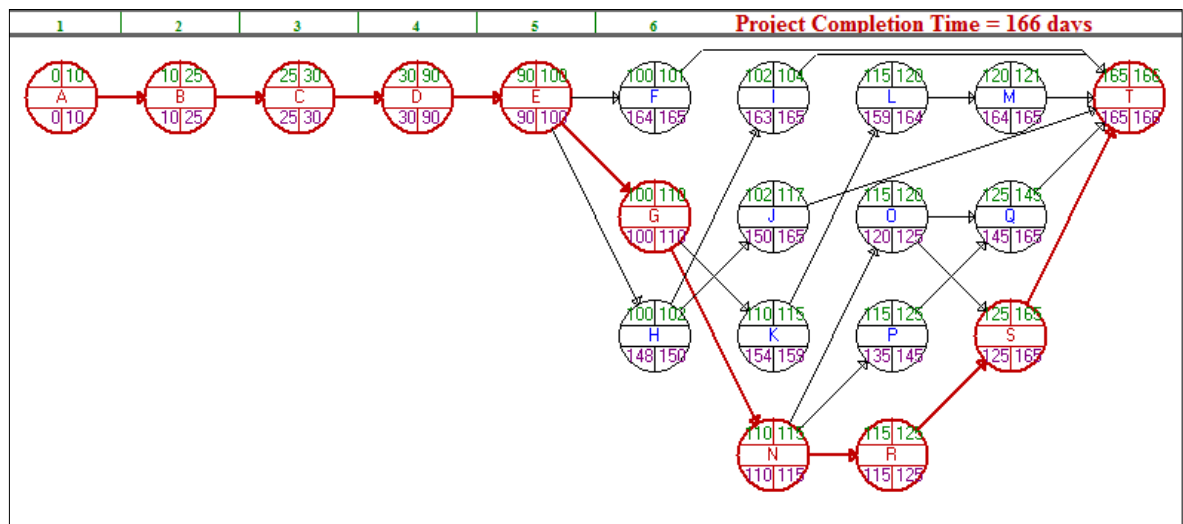 1 2 3 4 5 6 Project Completion Time = 166 days
0 10 10 25 25 30 30 90 90 100 100 101 102 104 115 120 120 121 165 166
A B C D E F I L M T
0 10 10 25 25 30 30 90 90 100 164 165 163 165 159 164 164 165 165 166
100 110 102 117 115 120 125 145
G J O Q
100 110 150 165 120 125 145 165
100 102 110 115 115 125 125 165
H K P S
148 150 154 159 135 145 125 165
110 115 115 125
N R
110 115 115 125